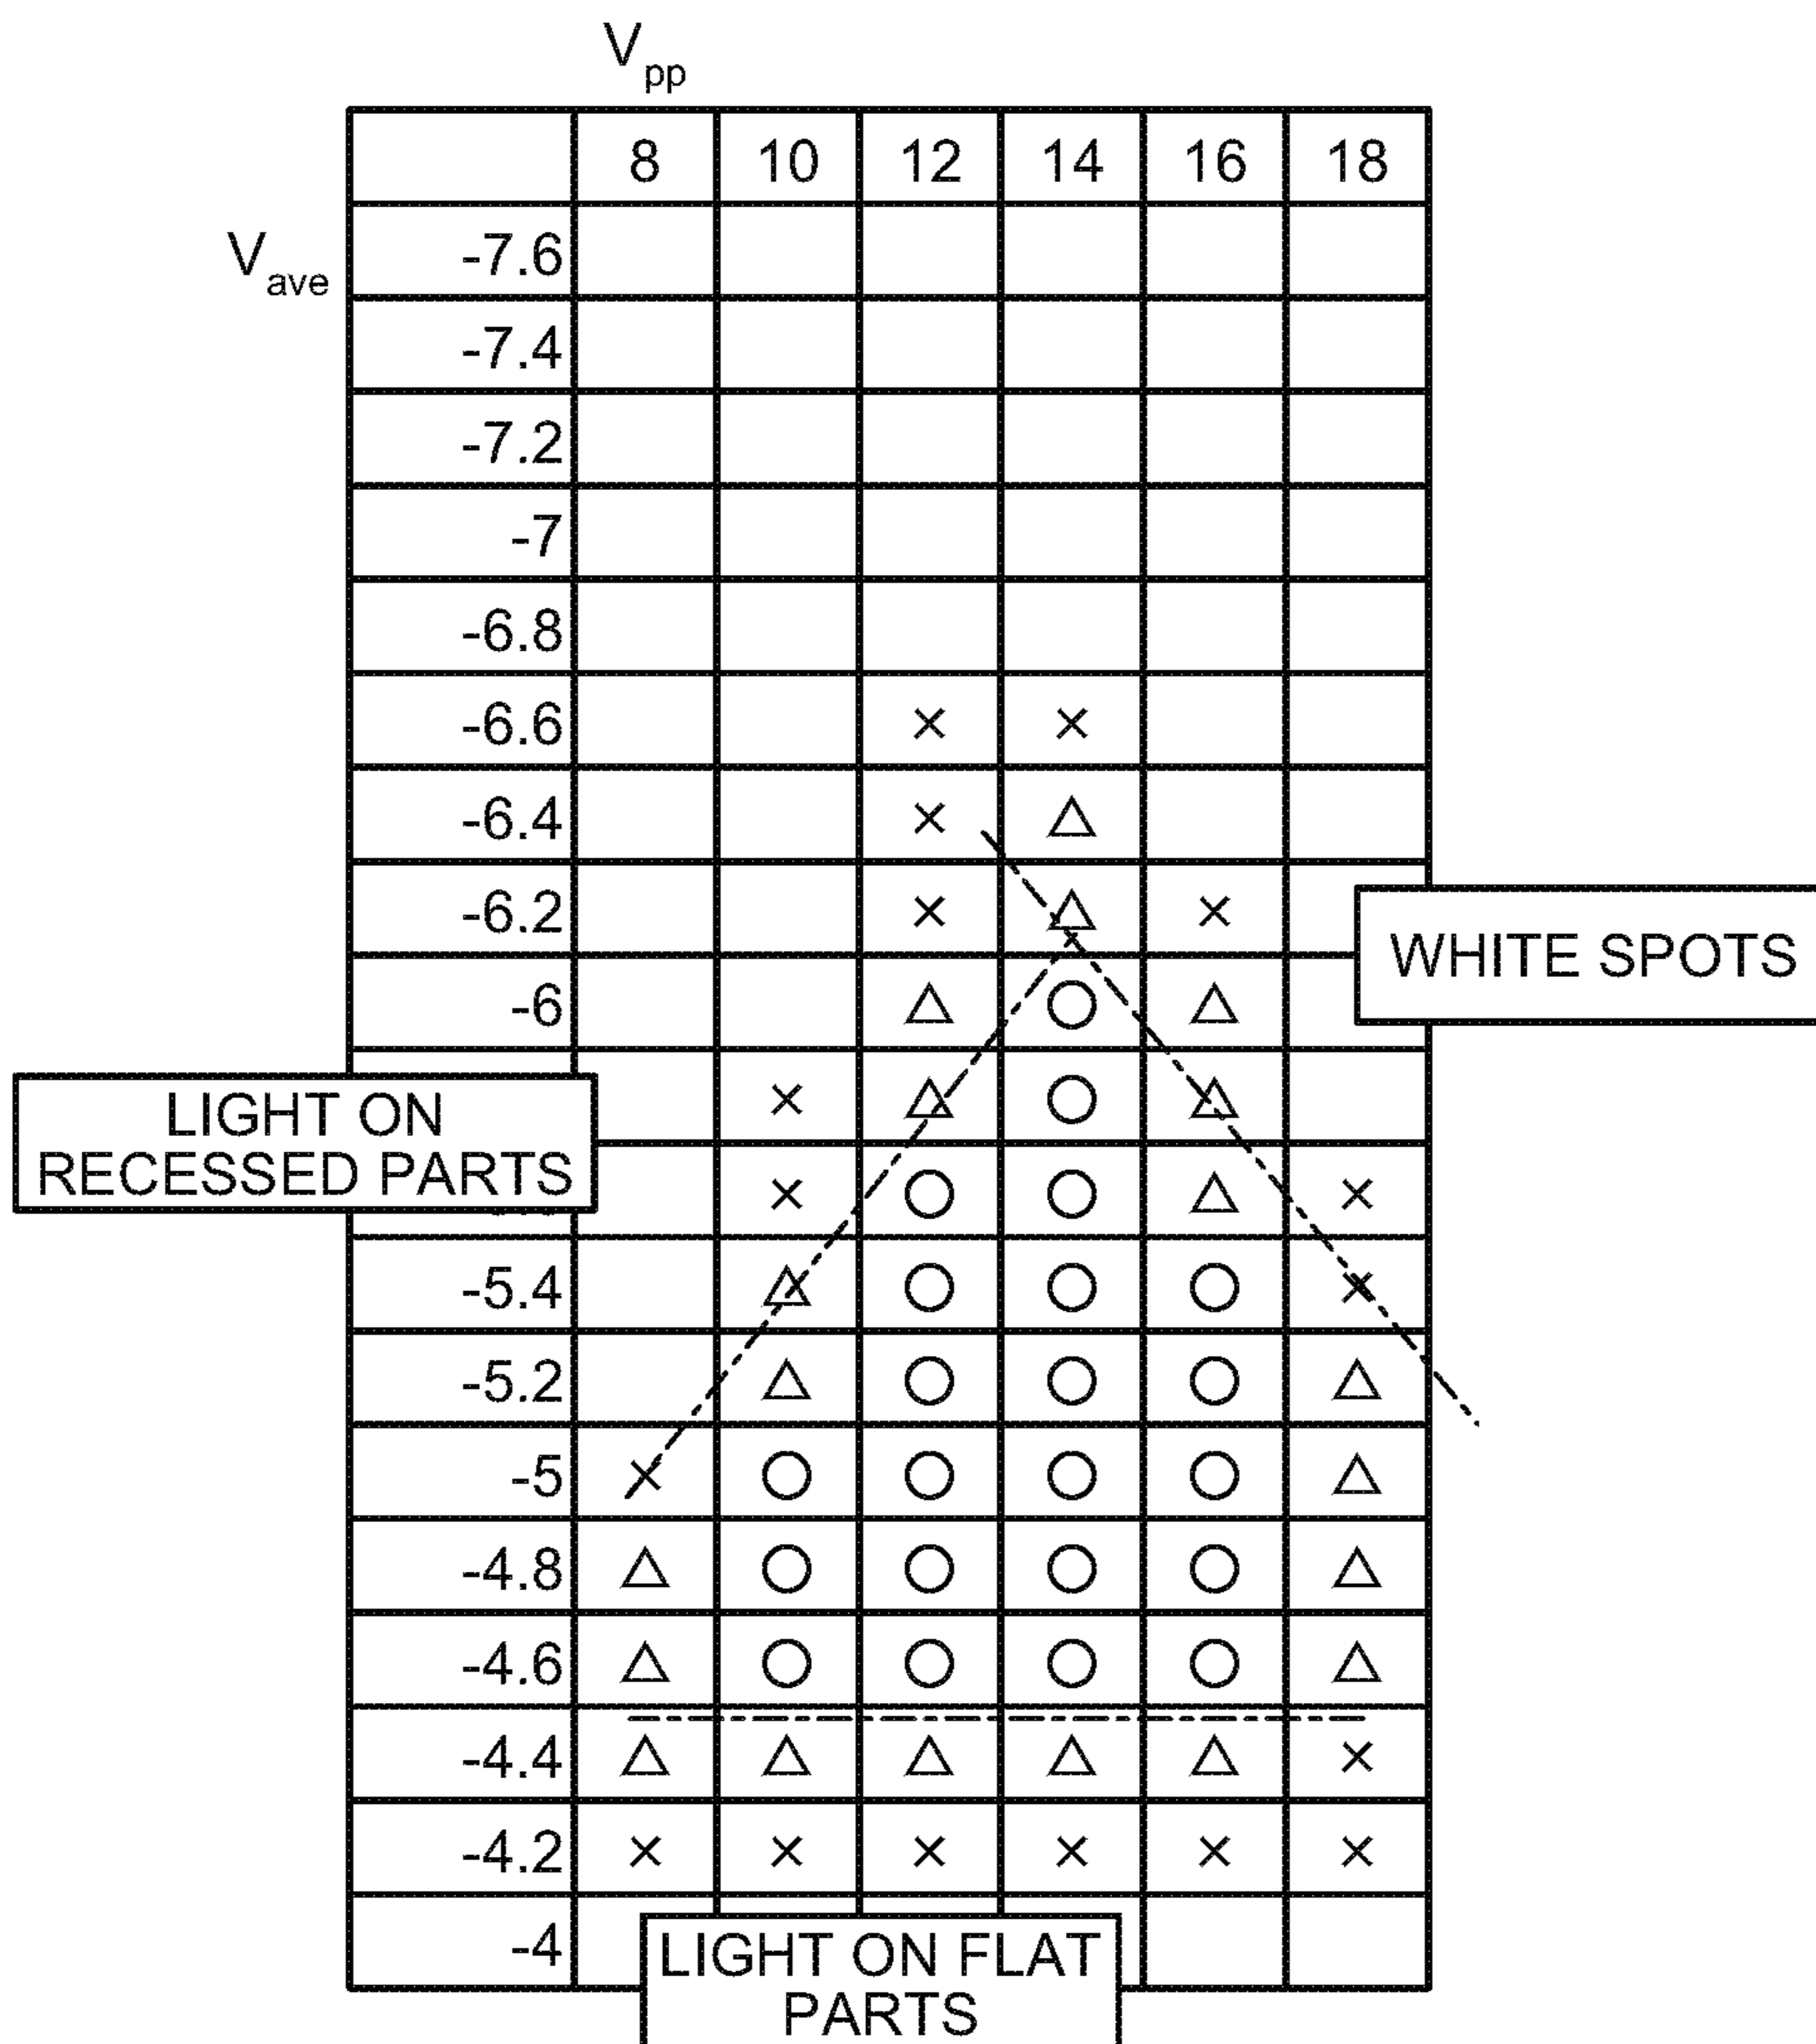 Vpp
8 10 12 14 16 18
Vave
-7.6
-7.4
-7.2
-7
-6.8
-6.6 × ×
-6.4 × △
-6.2 × △ ×
WHITE SPOTS
-6 △ ○ △
× △ ○ △
LIGHT ON
RECESSED PARTS
× ○ ○ △ ×
-5.4 △ ○ ○ ○ ×
-5.2 △ ○ ○ ○ △
-5 × ○ ○ ○ ○ △
-4.8 △ ○ ○ ○ ○ △
-4.6 △ ○ ○ ○ ○ △
-4.4 △ △ △ △ △ ×
-4.2 × × × × × ×
-4
LIGHT ON FLAT
PARTS